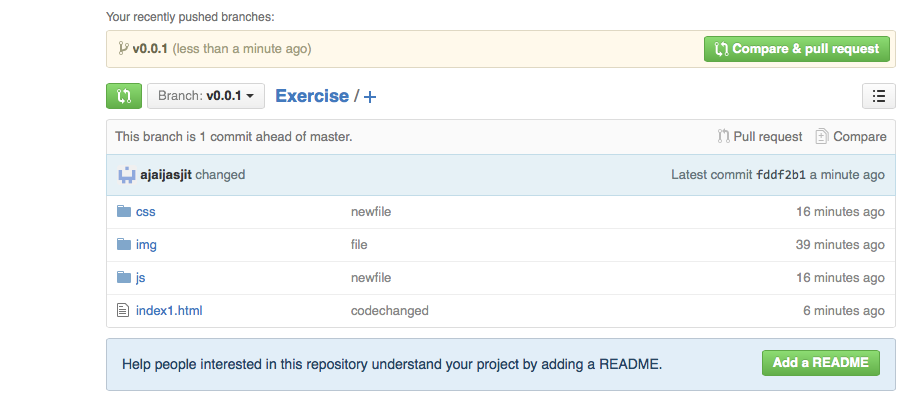 Your recently pushed branches:
v0.0.1 (less than a minute ago) Compare & pull request
Branch: v0.0.1 Exercise / +
This branch is 1 commit ahead of master. Pull request Compare
ajaijasjit changed Latest commit fddf2b1 a minute ago
css newfile 16 minutes ago
img file 39 minutes ago
js newfile 16 minutes ago
index1.html codechanged 6 minutes ago
Help people interested in this repository understand your project by adding a README. Add a README